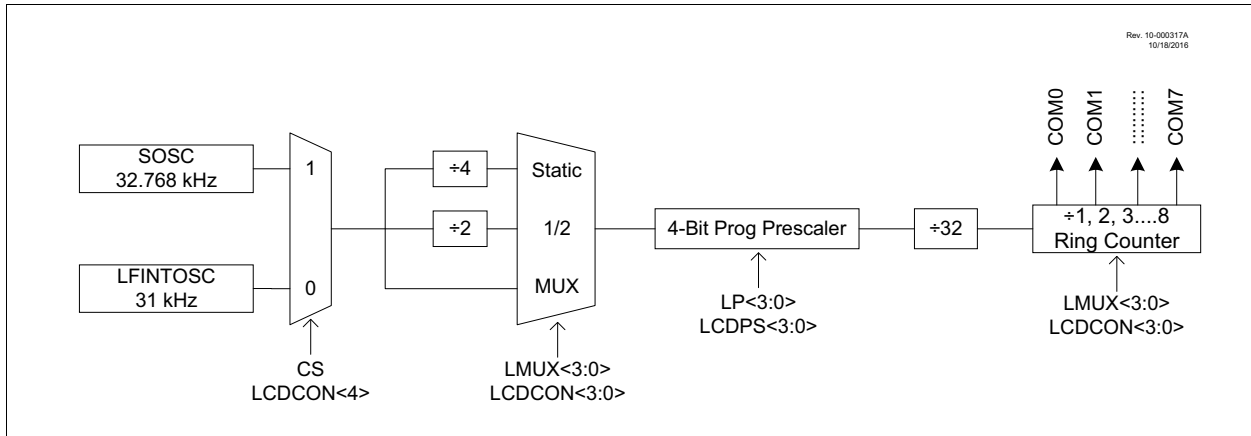 Rev. 10-000317A
10/18/2016
COM0
COM1
COM7
SOSC
32.768 kHz
1
÷4
Static
÷2
1/2
4-Bit Prog Prescaler
÷32
÷1, 2, 3....8
Ring Counter
LFINTOSC
31 kHz
0
MUX
LP<3:0>
LCDPS<3:0>
LMUX<3:0>
LCDCON<3:0>
CS
LCDCON<4>
LMUX<3:0>
LCDCON<3:0>